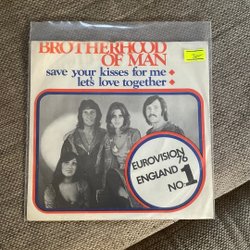 BROTHERHOOD
OF MAN
save your kisses for me
let's love together
EUROVISION
76
ENGLAND
NO.1